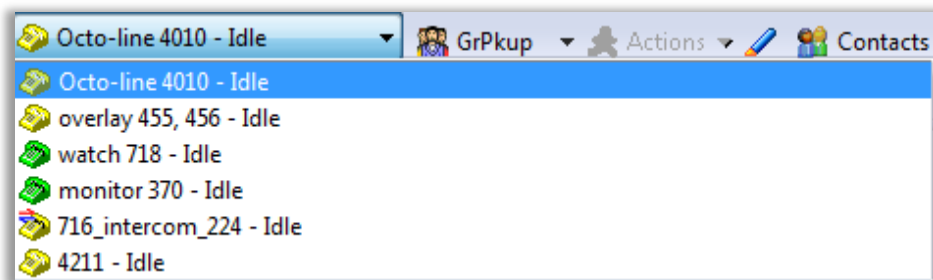 Octo-line 4010 - Idle GrPkup Actions Contacts
Octo-line 4010 - Idle
overlay 455, 456 - Idle
watch 718 - Idle
monitor 370 - Idle
716_intercom_224 - Idle
4211 - Idle